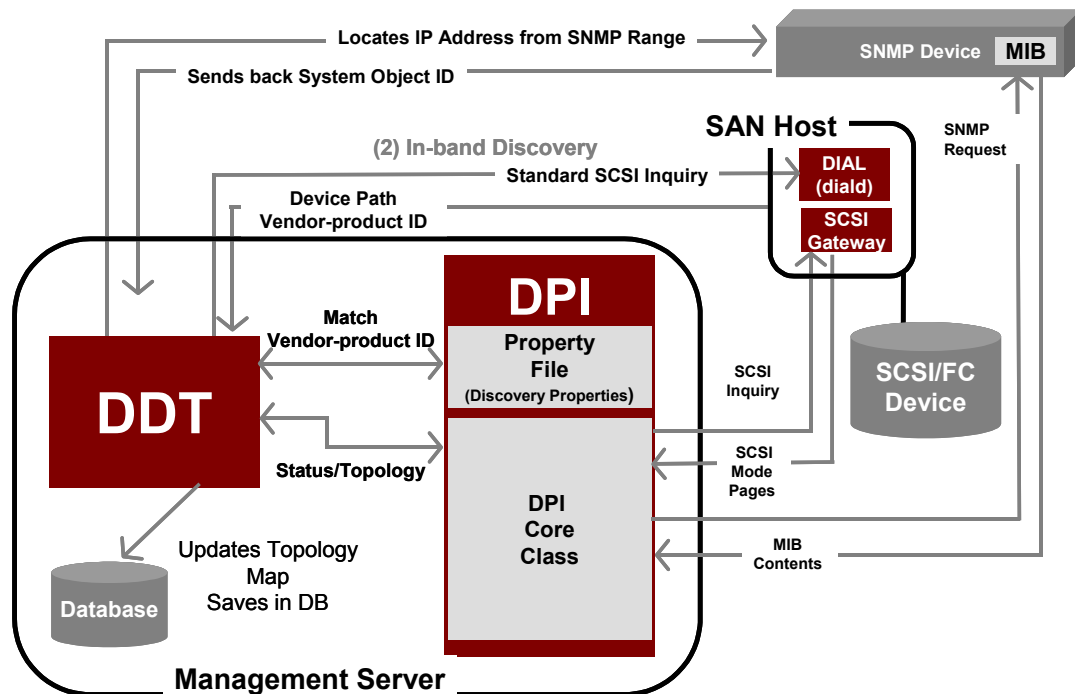 Locates IP Address from SNMP Range
SNMP Device
MIB
Sends back System Object ID
SAN Host
SNMP
Request
(2) In-band Discovery
Standard SCSI Inquiry
DIAL
(diald)
Device Path
Vendor-product ID
SCSI
Gateway
DPI
Match
Vendor-product ID
Property
File
(Discovery Properties)
SCSI
Inquiry
SCSI/FC
Device
DDT
Status/Topology
SCSI
Mode
Pages
DPI
Core
Class
MIB
Contents
Updates Topology
Map
Saves in DB
Database
Management Server